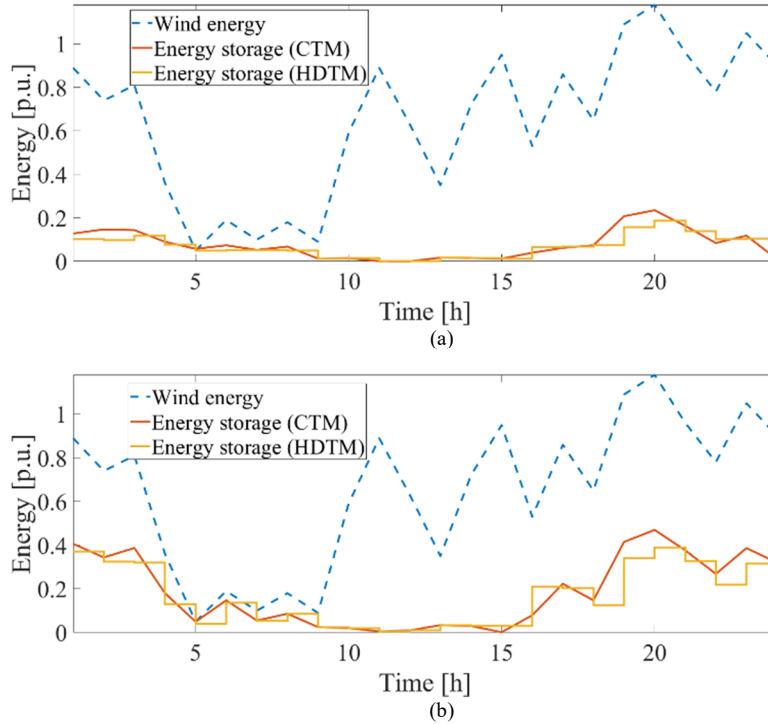 Energy [p.u.]
1
0.8
0.6
0.4
0.2
0
Wind energy
Energy storage (CTM)
Energy storage (HDTM)
5
10
15
20
Time [h]
(a)
Energy [p.u.]
1
0.8
0.6
0.4
0.2
0
Wind energy
Energy storage (CTM)
Energy storage (HDTM)
5
10
15
20
Time [h]
(b)